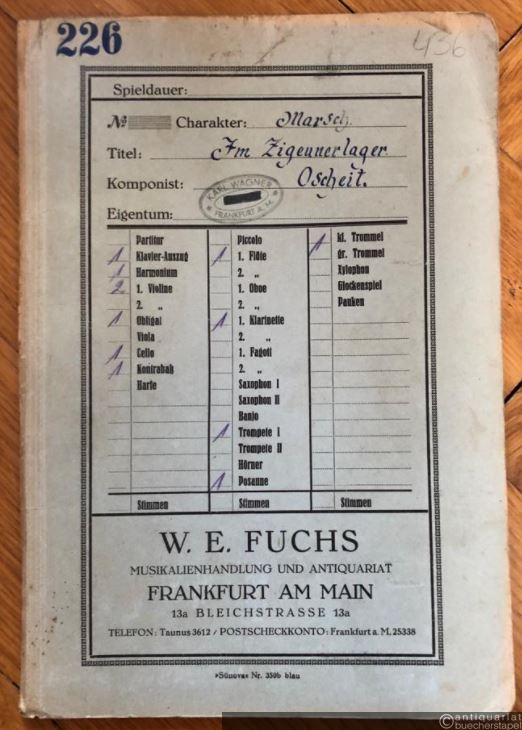 226
436
Spieldauer:
№ Charakter: Marsch
Titel: Im Zigeunerlager
Komponist: Oscheit.
KARL WAGNER
FRANKFURT A. M.
Eigentum:
Partitur
1 Klavier-Auszug
1 Harmonium
2 1. Violine
2. „
1 Obligat
Viola
1 Cello
1 Kontrabaß
Harfe
Stimmen
Piccolo
1 1. Flöte
2. „
1. Oboe
2. „
1 1. Klarinette
2. „
1. Fagott
2. „
Saxophon I
Saxophon II
Banjo
1 Trompete I
Trompete II
Hörner
1 Posaune
Stimmen
1 kl. Trommel
gr. Trommel
Xylophon
Glockenspiel
Pauken
Stimmen
W. E. FUCHS
MUSIKALIENHANDLUNG UND ANTIQUARIAT
FRANKFURT AM MAIN
13a BLEICHSTRASSE 13a
TELEFON: Taunus 3612 / POSTSCHECKKONTO: Frankfurt a. M. 25338
»Sünova« Nr. 350b blau
antiquariat
buecherstapel